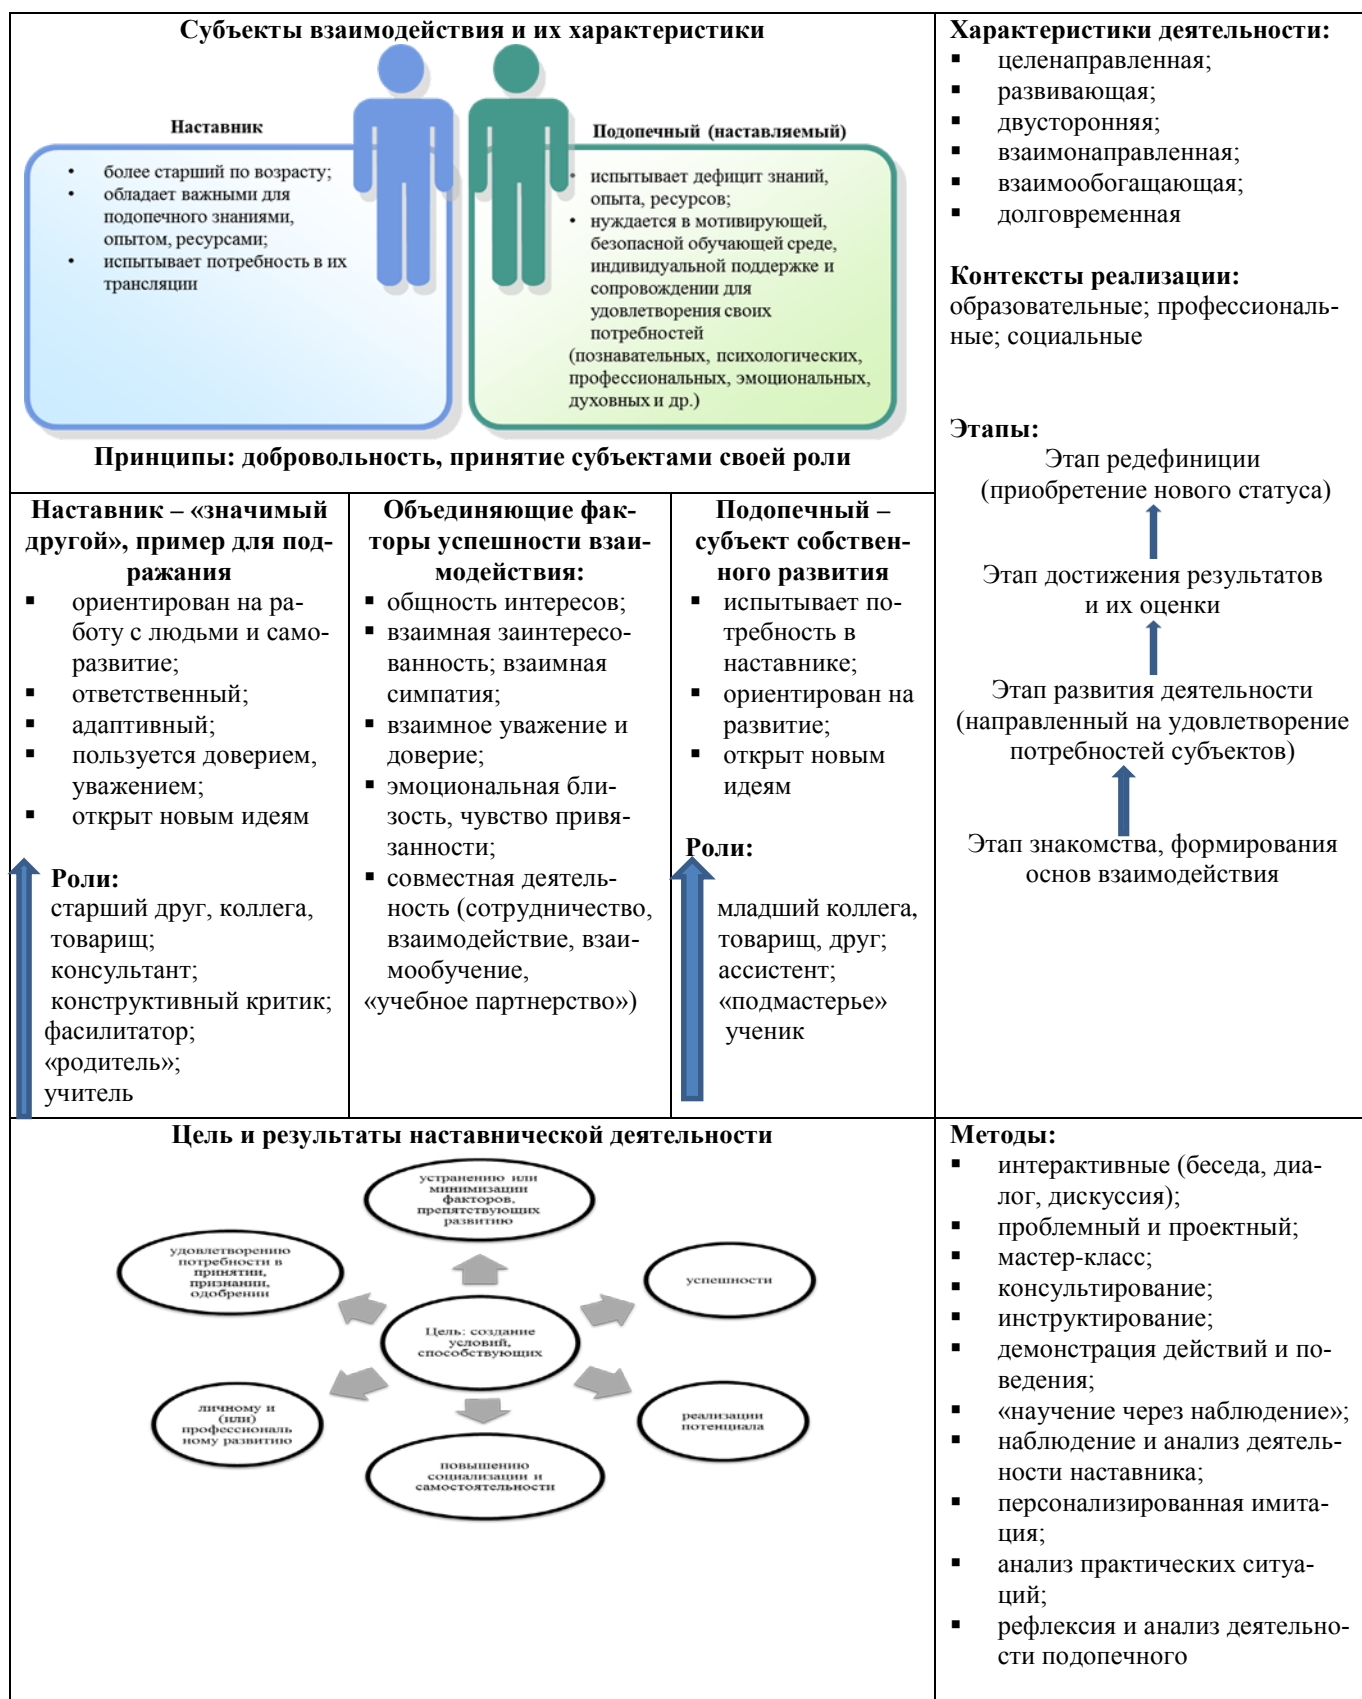 Субъекты взаимодействия и их характеристики
Наставник
• более старший по возрасту;
• обладает важными для
подопечного знаниями,
опытом, ресурсами;
• испытывает потребность в их
трансляции
Подопечный (наставляемый)
• испытывает дефицит знаний,
опыта, ресурсов;
• нуждается в мотивирующей,
безопасной обучающей среде,
индивидуальной поддержке и
сопровождении для
удовлетворения своих
потребностей
(познавательных, психологических,
профессиональных, эмоциональных,
духовных и др.)
Принципы: добровольность, принятие субъектами своей роли
Характеристики деятельности:
▪ целенаправленная;
▪ развивающая;
▪ двусторонняя;
▪ взаимонаправленная;
▪ взаимообогащающая;
▪ долговременная
Контексты реализации:
образовательные; профессиональ-
ные; социальные
Этапы:
Этап редефиниции
(приобретение нового статуса)
Этап достижения результатов
и их оценки
Этап развития деятельности
(направленный на удовлетворение
потребностей субъектов)
Этап знакомства, формирования
основ взаимодействия
Наставник – «значимый
другой», пример для под-
ражания
▪ ориентирован на ра-
боту с людьми и само-
развитие;
▪ ответственный;
▪ адаптивный;
▪ пользуется доверием,
уважением;
▪ открыт новым идеям
Роли:
старший друг, коллега,
товарищ;
консультант;
конструктивный критик;
фасилитатор;
«родитель»;
учитель
Объединяющие фак-
торы успешности взаи-
модействия:
▪ общность интересов;
▪ взаимная заинтересо-
ванность; взаимная
симпатия;
▪ взаимное уважение и
доверие;
▪ эмоциональная бли-
зость, чувство привя-
занности;
▪ совместная деятель-
ность (сотрудничество,
взаимодействие, взаи-
мообучение,
«учебное партнерство»)
Подопечный –
субъект собствен-
ного развития
▪ испытывает по-
требность в
наставнике;
▪ ориентирован на
развитие;
▪ открыт новым
идеям
Роли:
младший коллега,
товарищ, друг;
ассистент;
«подмастерье»
ученик
Цель и результаты наставнической деятельности
устранению или
минимизации
факторов,
препятствующих
развитию
удовлетворению
потребности в
принятии,
признании,
одобрении
успешности
Цель: создание
условий,
способствующих
личному и
(или)
профессиональ
ному развитию
реализации
потенциала
повышению
социализации и
самостоятельности
Методы:
▪ интерактивные (беседа, диа-
лог, дискуссия);
▪ проблемный и проектный;
▪ мастер-класс;
▪ консультирование;
▪ инструктирование;
▪ демонстрация действий и по-
ведения;
▪ «научение через наблюдение»;
▪ наблюдение и анализ деятель-
ности наставника;
▪ персонализированная имита-
ция;
▪ анализ практических ситуа-
ций;
▪ рефлексия и анализ деятельно-
сти подопечного